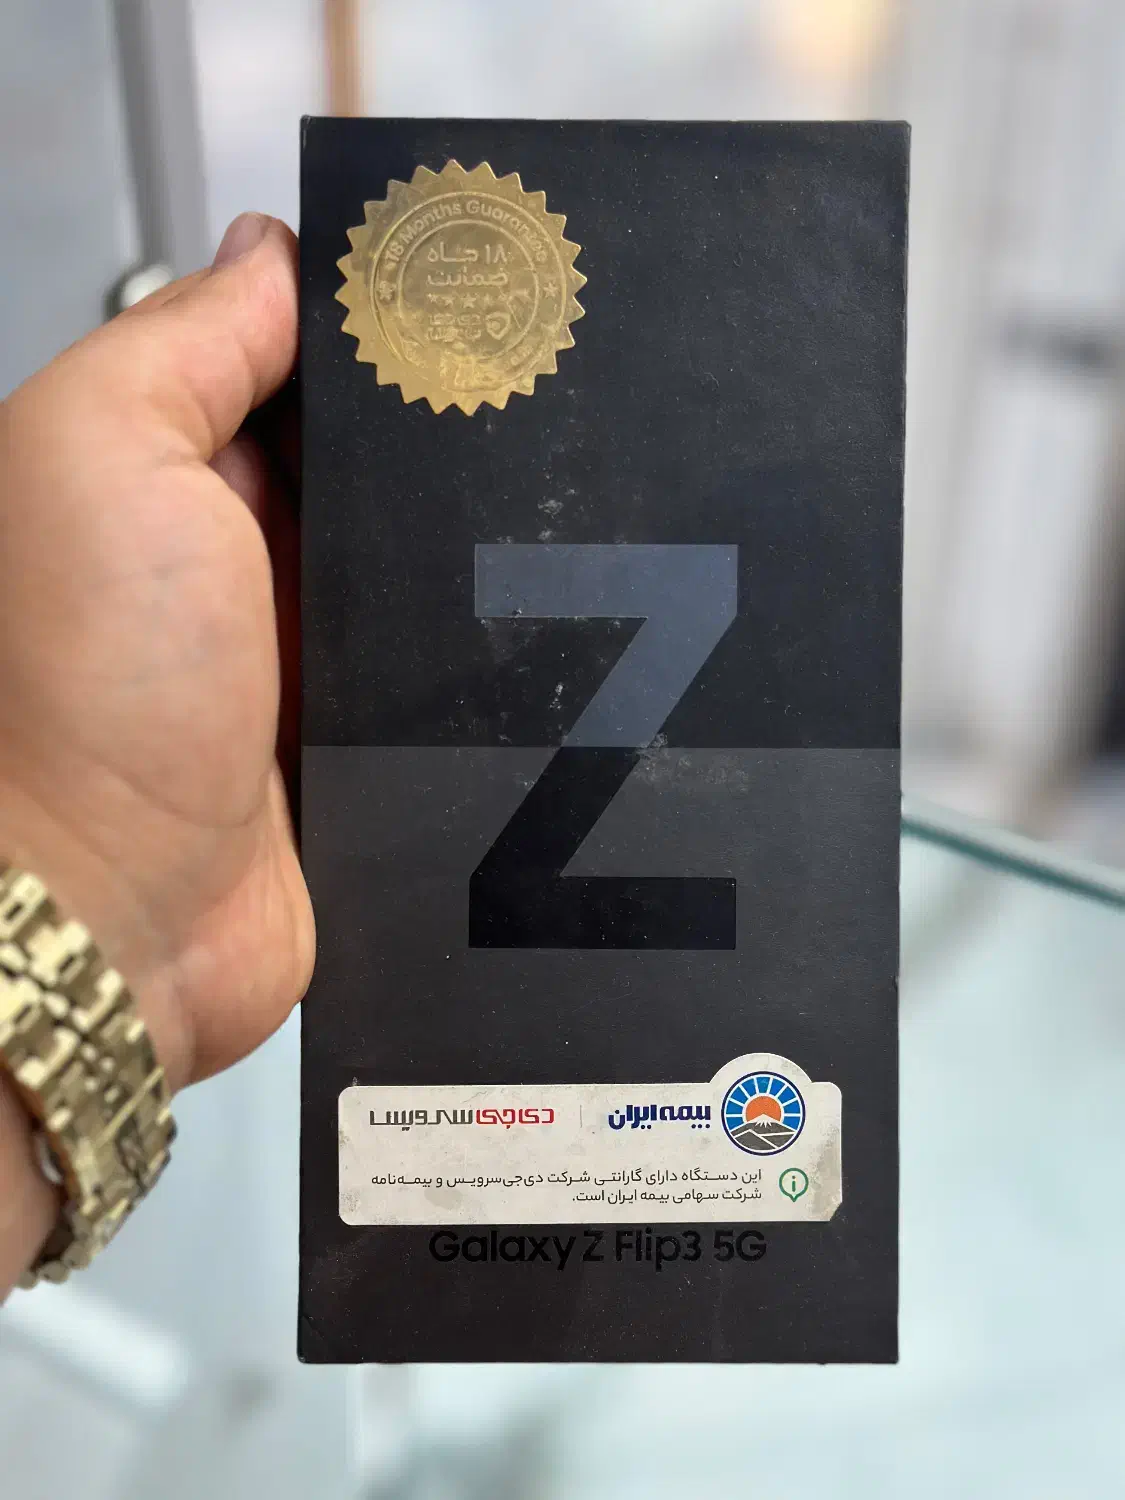 18 Months Guarantee
۱۸ مـاه
ضمانت
Z
بیمه ایران
دی‌جی‌سرویس
این دستگاه دارای گارانتی شرکت دی‌جی‌سرویس و بیمه‌نامه
شرکت سهامی بیمه ایران است.
Galaxy Z Flip3 5G